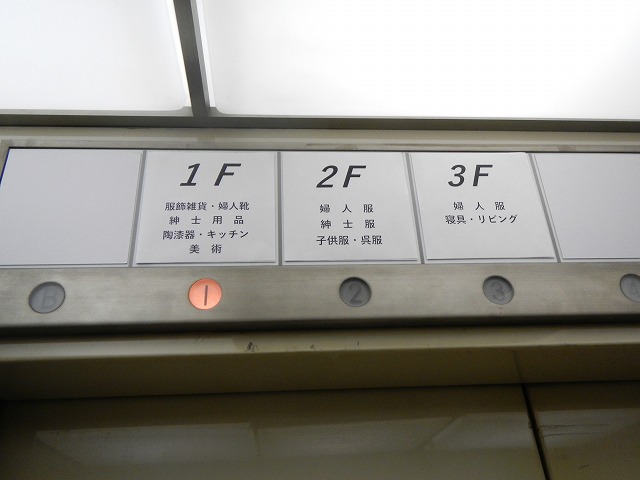 1F
服飾雑貨・婦人靴
紳士用品
陶漆器・キッチン
美術
2F
婦人服
紳士服
子供服・呉服
3F
婦人服
寝具・リビング
B
1
2
3